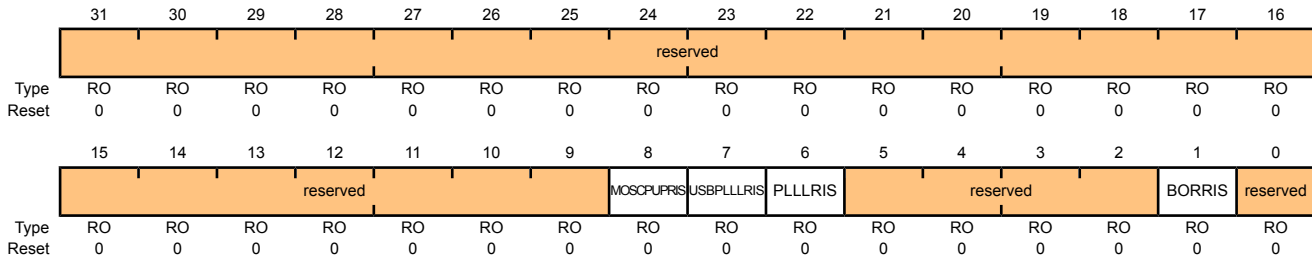 31 30 29 28 27 26 25 24 23 22 21 20 19 18 17 16
reserved
Type RO RO RO RO RO RO RO RO RO RO RO RO RO RO RO RO
Reset 0 0 0 0 0 0 0 0 0 0 0 0 0 0 0 0
15 14 13 12 11 10 9 8 7 6 5 4 3 2 1 0
reserved MOSCPUPRIS USBPLLLRIS PLLLRIS reserved BORRIS reserved
Type RO RO RO RO RO RO RO RO RO RO RO RO RO RO RO RO
Reset 0 0 0 0 0 0 0 0 0 0 0 0 0 0 0 0